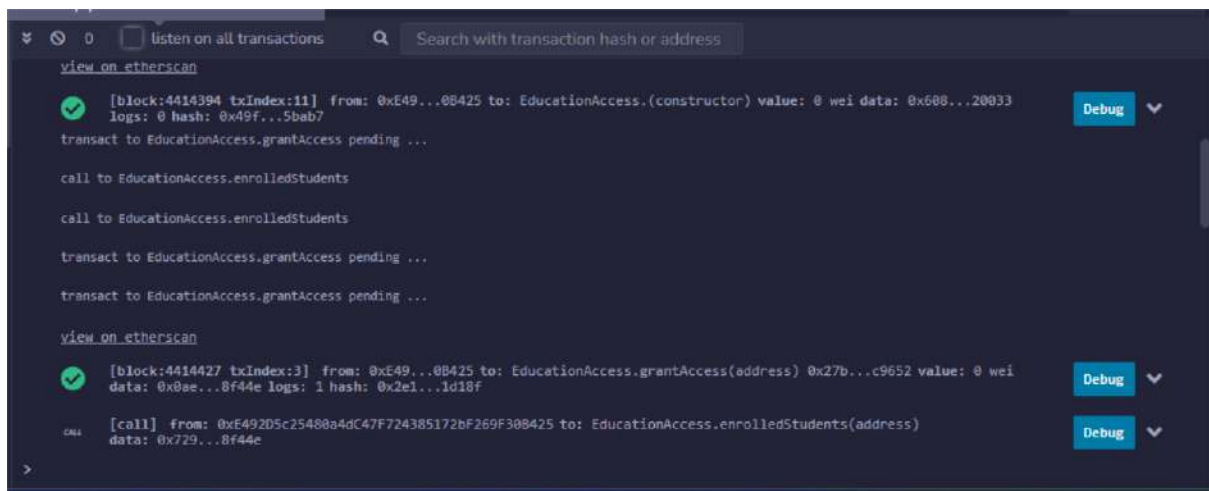 0 listen on all transactions Search with transaction hash or address
view on etherscan
[block:4414394 txIndex:11] from: 0xE49...0B425 to: EducationAccess.(constructor) value: 0 wei data: 0x608...20033
logs: 0 hash: 0x49f...5bab7
Debug
transact to EducationAccess.grantAccess pending ...
call to EducationAccess.enrolledStudents
call to EducationAccess.enrolledStudents
transact to EducationAccess.grantAccess pending ...
transact to EducationAccess.grantAccess pending ...
view on etherscan
[block:4414427 txIndex:3] from: 0xE49...0B425 to: EducationAccess.grantAccess(address) 0x27b...c9652 value: 0 wei
data: 0x0ae...8f44e logs: 1 hash: 0x2e1...1d18f
Debug
CALL
[call] from: 0xE492D5c25480a4dC47F724385172bF269F30B425 to: EducationAccess.enrolledStudents(address)
data: 0x729...8f44e
Debug
>